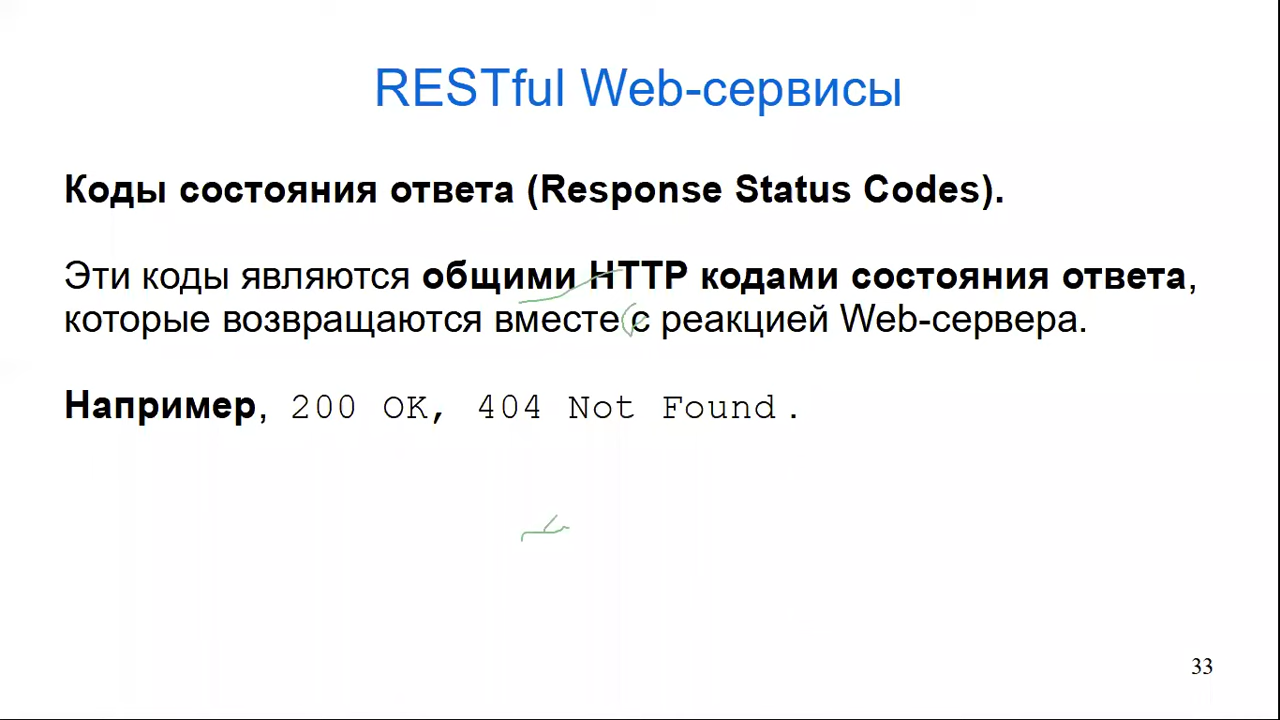 RESTful Web-сервисы
Коды состояния ответа (Response Status Codes).
Эти коды являются общими HTTP кодами состояния ответа,
которые возвращаются вместе с реакцией Web-сервера.
Например, 200 OK, 404 Not Found.
33